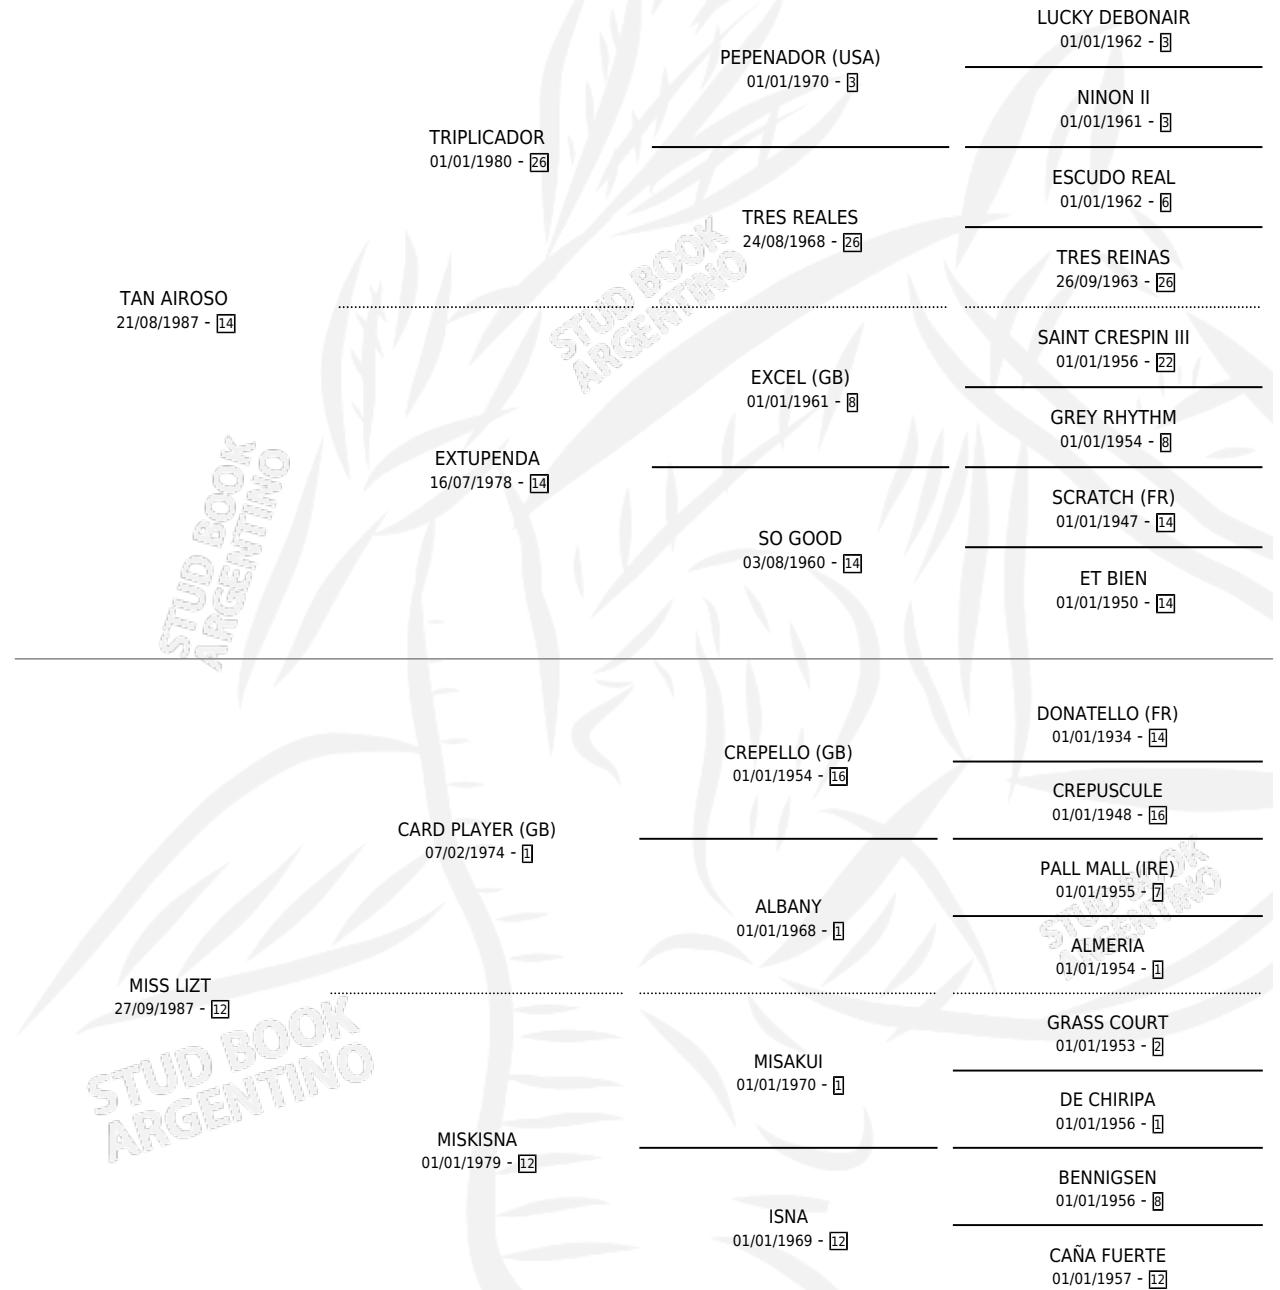 LUCKY DEBONAIR
01/01/1962 - 3
PEPENADOR (USA)
01/01/1970 - 3
NINON II
01/01/1961 - 3
TRIPLICADOR
01/01/1980 - 26
ESCUDO REAL
01/01/1962 - 6
TRES REALES
24/08/1968 - 26
TRES REINAS
26/09/1963 - 26
TAN AIROSO
21/08/1987 - 14
SAINT CRESPIN III
01/01/1956 - 22
EXCEL (GB)
01/01/1961 - 8
GREY RHYTHM
01/01/1954 - 8
EXTUPENDA
16/07/1978 - 14
SCRATCH (FR)
01/01/1947 - 14
SO GOOD
03/08/1960 - 14
ET BIEN
01/01/1950 - 14
STUD BOOK
ARGENTINO
STUD BOOK
ARGENTINO
DONATELLO (FR)
01/01/1934 - 14
CREPELLO (GB)
01/01/1954 - 16
CREPUSCULE
01/01/1948 - 16
CARD PLAYER (GB)
07/02/1974 - 1
PALL MALL (IRE)
01/01/1955 - 7
ALBANY
01/01/1968 - 1
ALMERIA
01/01/1954 - 1
STUD BOOK
ARGENTINO
MISS LIZT
27/09/1987 - 12
GRASS COURT
01/01/1953 - 2
MISAKUI
01/01/1970 - 1
DE CHIRIPA
01/01/1956 - 1
STUD BOOK
ARGENTINO
MISKISNA
01/01/1979 - 12
BENNIGSEN
01/01/1956 - 8
ISNA
01/01/1969 - 12
CAÑA FUERTE
01/01/1957 - 12